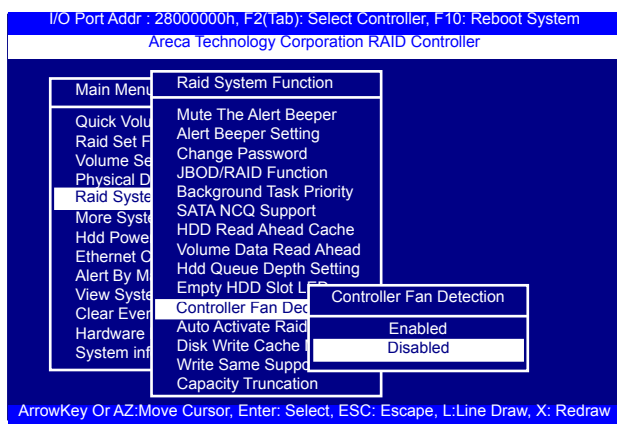 I/O Port Addr : 28000000h, F2(Tab): Select Controller, F10: Reboot System
Areca Technology Corporation RAID Controller
Main Menu
Quick Volu
Raid Set F
Volume Se
Physical D
Raid Syste
More Syste
Hdd Powe
Ethernet C
Alert By M
View Syste
Clear Even
Hardware
System inf
Raid System Function
Mute The Alert Beeper
Alert Beeper Setting
Change Password
JBOD/RAID Function
Background Task Priority
SATA NCQ Support
HDD Read Ahead Cache
Volume Data Read Ahead
Hdd Queue Depth Setting
Empty HDD Slot LED
Controller Fan Dec
Auto Activate Raid
Disk Write Cache
Write Same Suppo
Capacity Truncation
Controller Fan Detection
Enabled
Disabled
ArrowKey Or AZ:Move Cursor, Enter: Select, ESC: Escape, L:Line Draw, X: Redraw